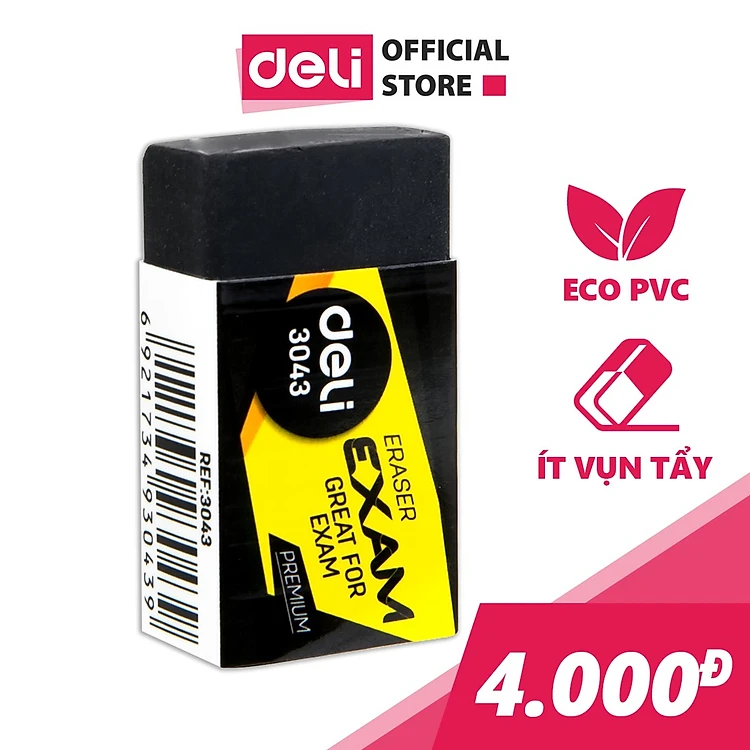 deli
OFFICIAL
STORE
ECO PVC
ÍT VỤN TẨY
deli
3043
ERASER
EXAM
GREAT FOR
EXAM
PREMIUM
REF:3043
6921734930439
4.000Đ